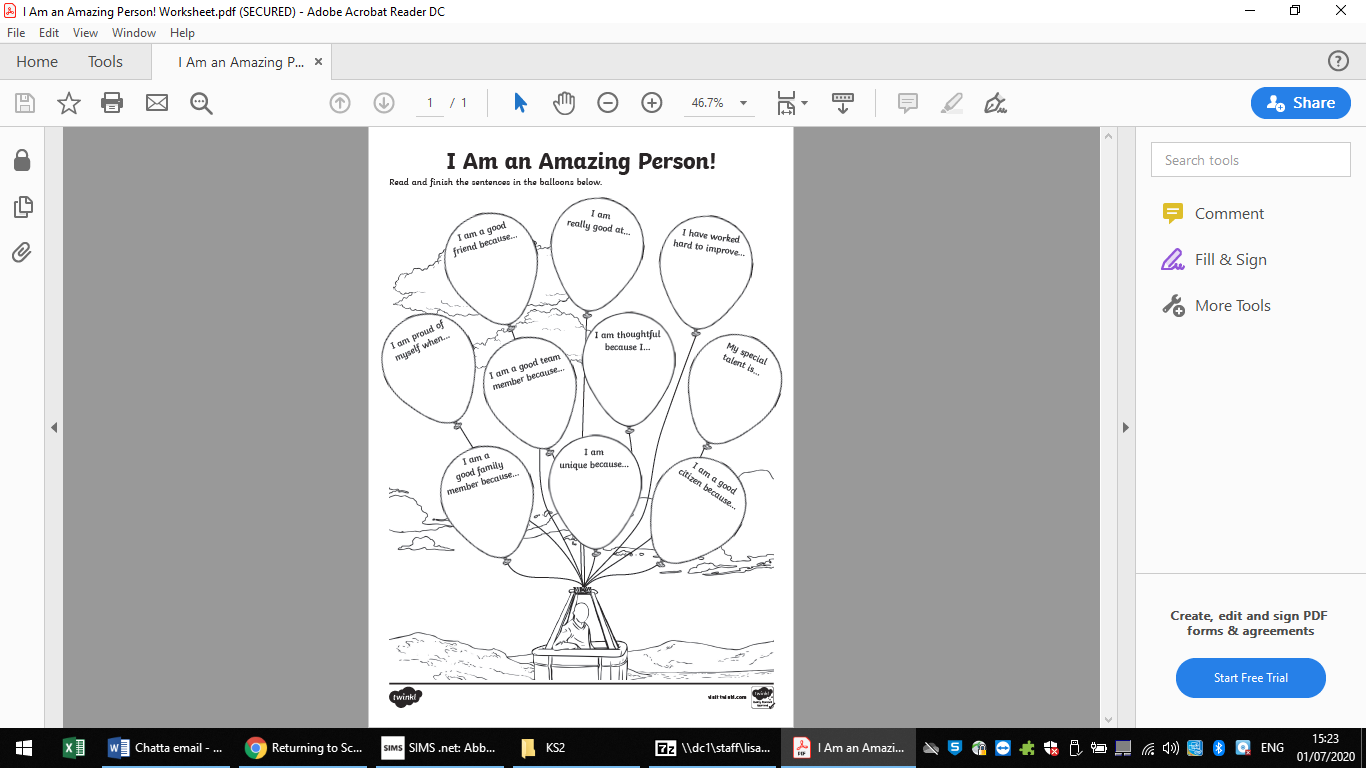 I Am an Amazing Person! Worksheet.pdf (SECURED) - Adobe Acrobat Reader DC
File Edit View Window Help
Home Tools I Am an Amazing P... ×
1 / 1 46.7% Share
I Am an Amazing Person!
Read and finish the sentences in the balloons below.
I am a good
friend because...
I am
really good at...
I have worked
hard to improve...
I am proud of
myself when...
I am a good team
member because...
I am thoughtful
because I...
My special
talent is...
I am a
good family
member because...
I am
unique because...
I am a good
citizen because...
twinkl
visit twinkl.com
twinkl
Search tools
Comment
Fill & Sign
More Tools
Create, edit and sign PDF
forms & agreements
Start Free Trial
Chatta email - ... Returning to Sc... SIMS SIMS .net: Abb... KS2 7z \\dc1\staff\lisa... I Am an Amazi... ENG
15:23
01/07/2020